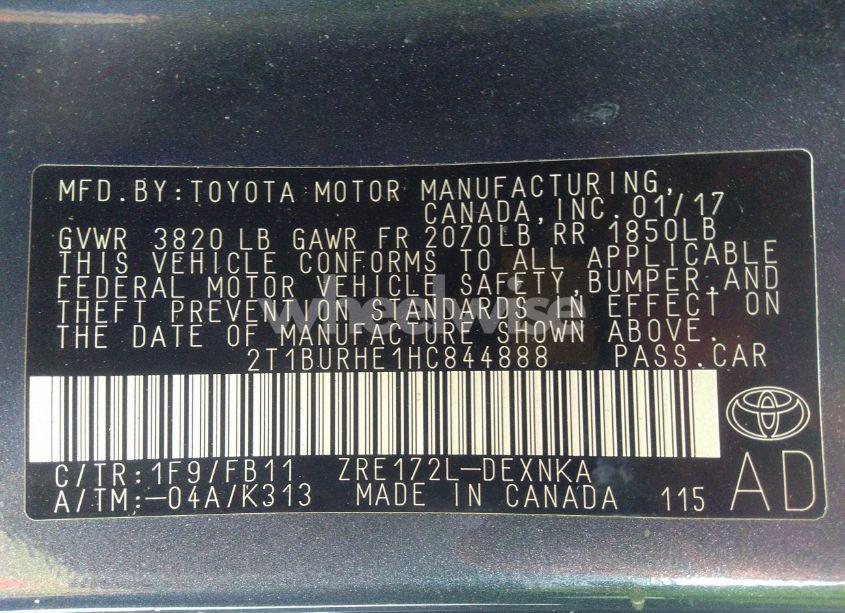 MFD.BY:TOYOTA MOTOR MANUFACTURING,
CANADA,INC.01/17
GVWR 3820 LB GAWR FR 2070LB RR 1850LB
THIS VEHICLE CONFORMS TO ALL APPLICABLE
FEDERAL MOTOR VEHICLE SAFETY,BUMPER,AND
THEFT PREVENTION STANDARDS IN EFFECT ON
THE DATE OF MANUFACTURE SHOWN ABOVE.
wheelwise
2T1BURHE1HC844888 PASS.CAR
C/TR:1F9/FB11 ZRE172L-DEXNKA
A/TM:-04A/K313 MADE IN CANADA 115
AD